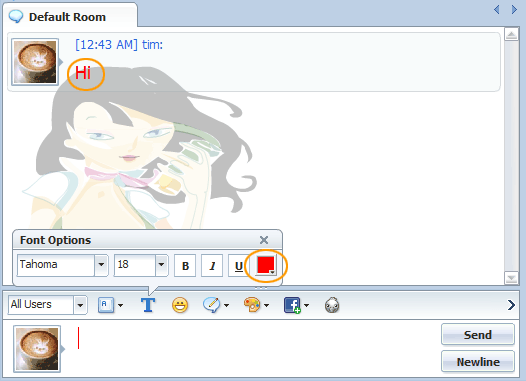 Default Room
[12:43 AM] tim:
Hi
Font Options
Tahoma 18 B I U
All Users A T
Send
Newline